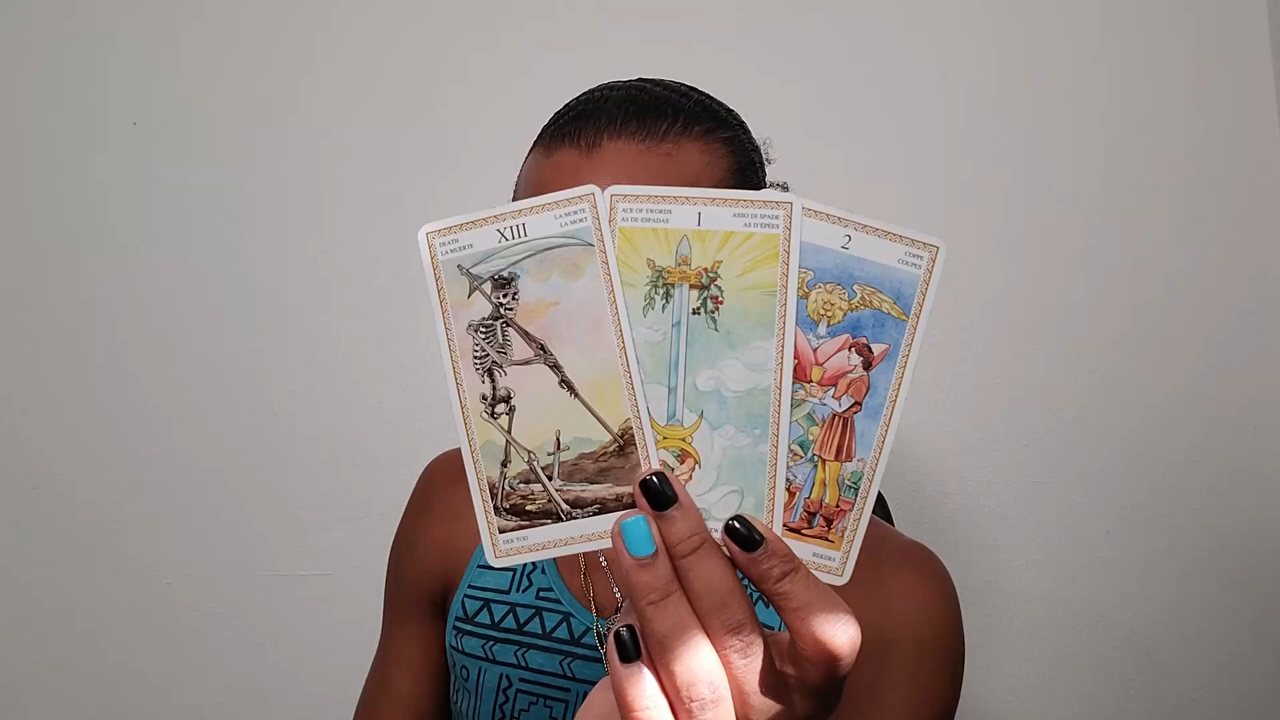 XIII
DEATH
LA MUERTE
LA MORTE
LA MORT
DER TOD
1
ACE OF SWORDS
AS DE ESPADAS
ASSO DI SPADE
AS D'ÉPÉES
2
COPPE
COUPES
BEKERS